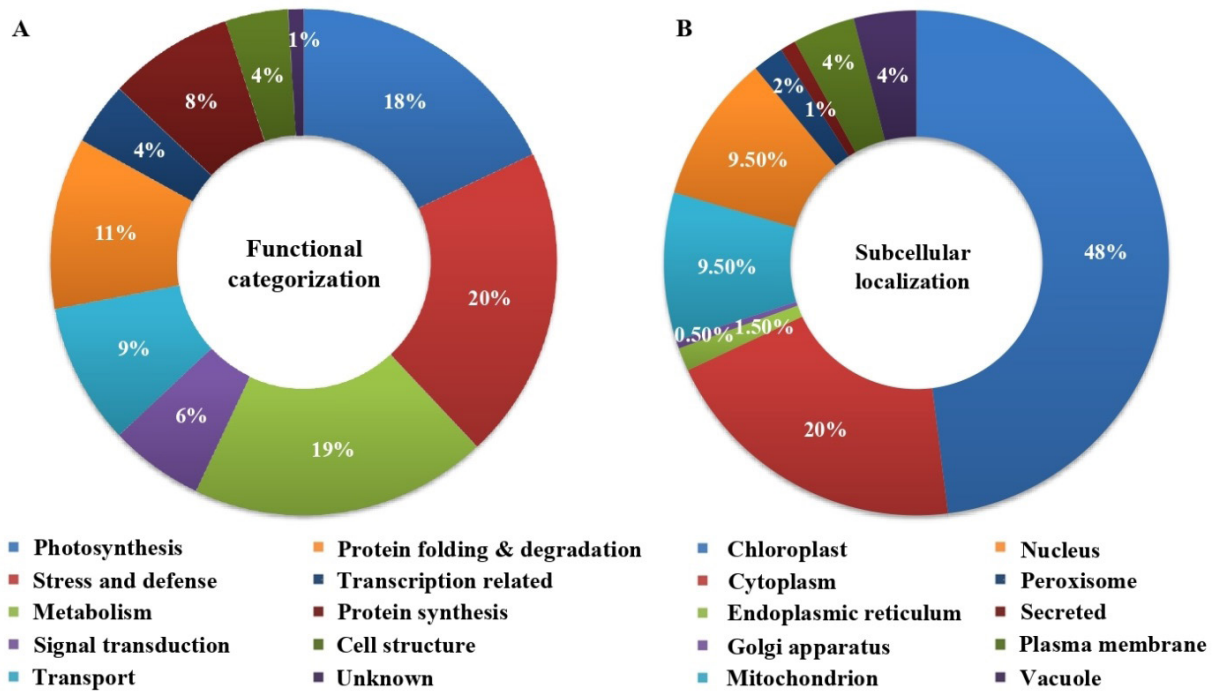 A
1%
4%
18%
8%
4%
11%
20%
9%
6%
19%
Functional
categorization
Photosynthesis
Stress and defense
Metabolism
Signal transduction
Transport
Protein folding & degradation
Transcription related
Protein synthesis
Cell structure
Unknown
B
4%
4%
2%
1%
9.50%
48%
9.50%
0.50%
1.50%
20%
Subcellular
localization
Chloroplast
Cytoplasm
Endoplasmic reticulum
Golgi apparatus
Mitochondrion
Nucleus
Peroxisome
Secreted
Plasma membrane
Vacuole